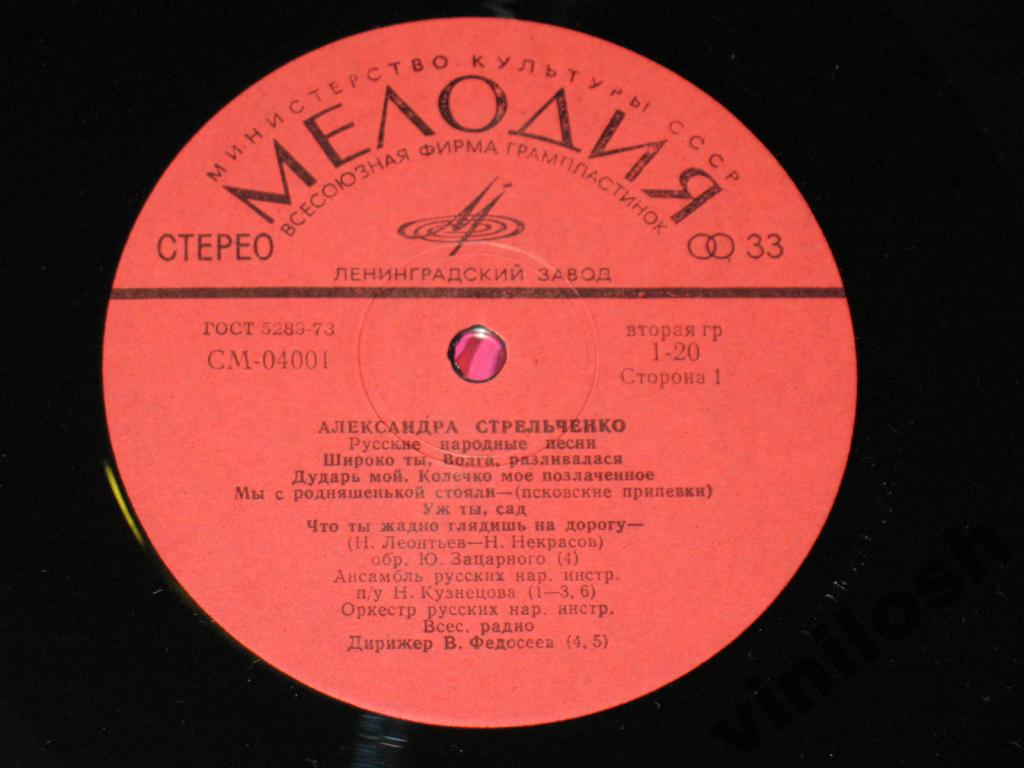 МИНИСТЕРСТВО КУЛЬТУРЫ СССР
МЕЛОДИЯ
ВСЕСОЮЗНАЯ ФИРМА ГРАМПЛАСТИНОК
СТЕРЕО
33
ЛЕНИНГРАДСКИЙ ЗАВОД
ГОСТ 5289-73
вторая гр
СМ-04001
1-20
Сторона 1
АЛЕКСАНДРА СТРЕЛЬЧЕНКО
Русские народные песни
Широко ты, Волга, разливалася
Дударь мой. Колечко мое позлаченное
Мы с родняшенькой стояли—(псковские припевки)
Уж ты, сад
Что ты жадно глядишь на дорогу—
(Н. Леонтьев—Н. Некрасов)
обр. Ю. Зацарного (4)
Ансамбль русских нар. инстр.
п/у Н. Кузнецова (1—3, 6)
Оркестр русских нар. инстр.
Всес. радио
Дирижер В. Федосеев (4, 5)
vinilosh